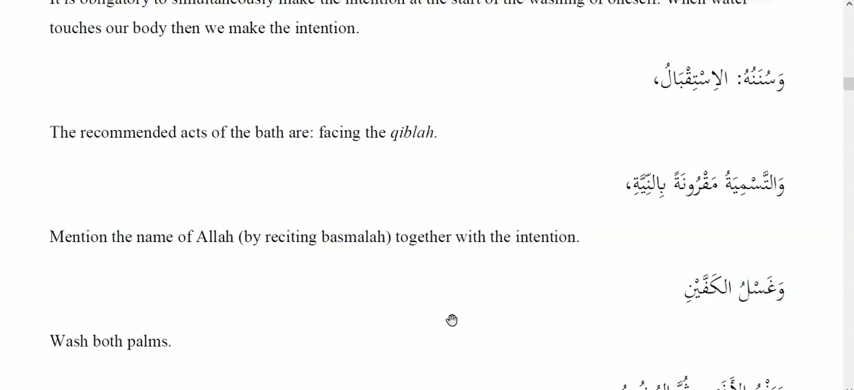 touches our body then we make the intention.
وَسُنَنُهُ: الاِسْتِقْبَالُ،
The recommended acts of the bath are: facing the qiblah.
وَالتَّسْمِيَةُ مَقْرُونَةً بِالنِّيَّةِ،
Mention the name of Allah (by reciting basmalah) together with the intention.
وَغَسْلُ الكَفَّيْنِ
Wash both palms.